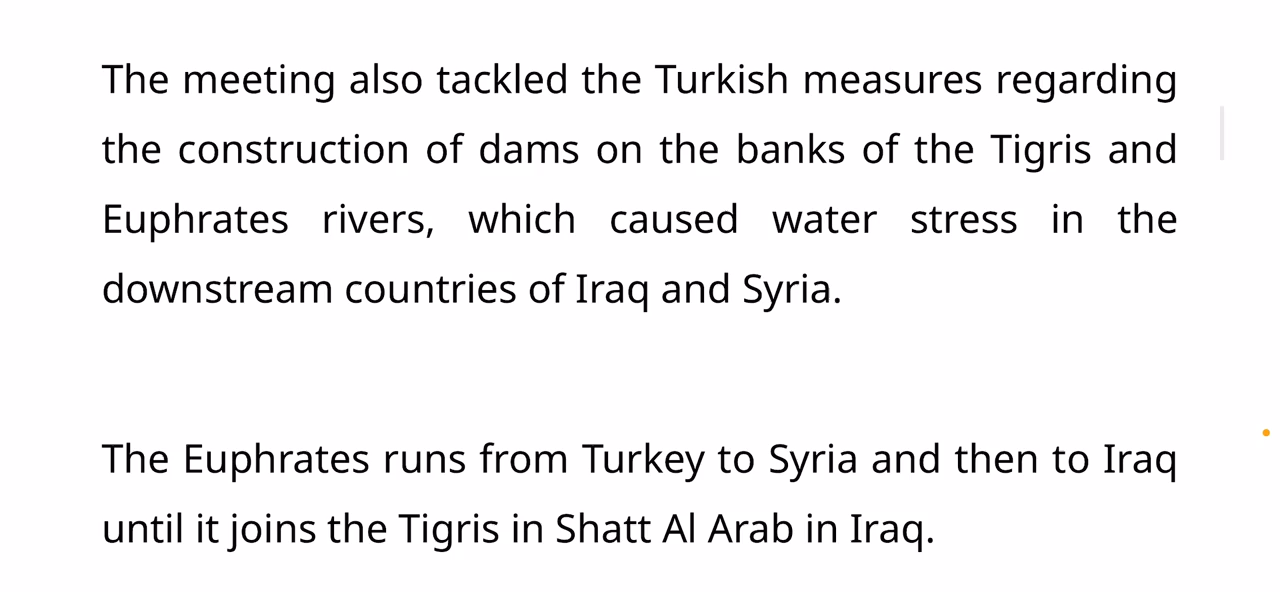 The meeting also tackled the Turkish measures regarding
the construction of dams on the banks of the Tigris and
Euphrates rivers, which caused water stress in the
downstream countries of Iraq and Syria.
The Euphrates runs from Turkey to Syria and then to Iraq
until it joins the Tigris in Shatt Al Arab in Iraq.